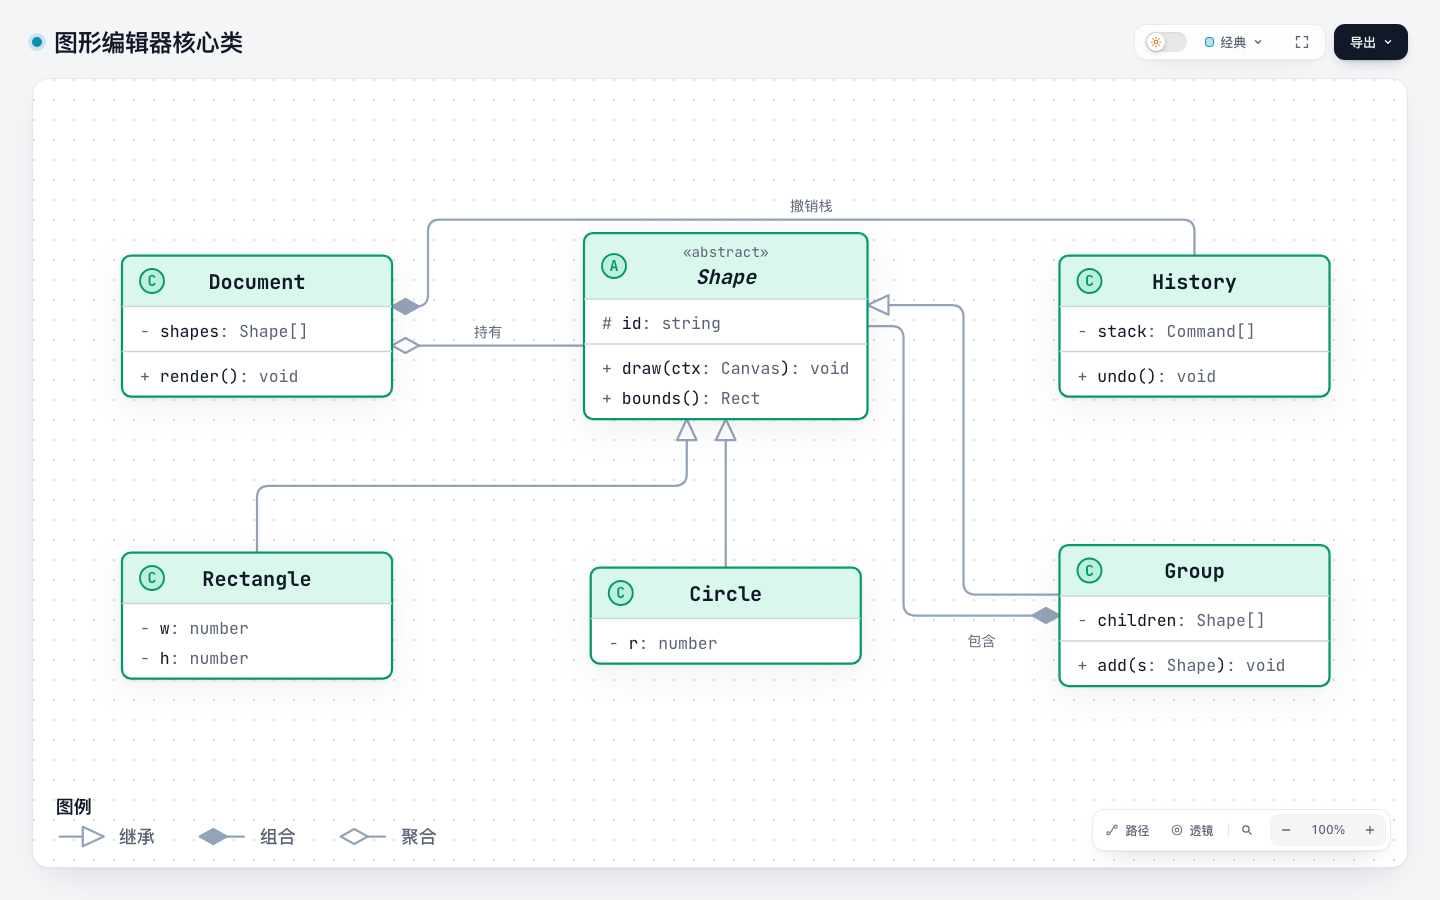 图形编辑器核心类
经典
导出
撤销栈
C Document
- shapes: Shape[]
+ render(): void
持有
«abstract»
A Shape
# id: string
+ draw(ctx: Canvas): void
+ bounds(): Rect
C History
- stack: Command[]
+ undo(): void
C Rectangle
- w: number
- h: number
C Circle
- r: number
包含
C Group
- children: Shape[]
+ add(s: Shape): void
图例
继承 组合 聚合
路径 透镜 − 100% +